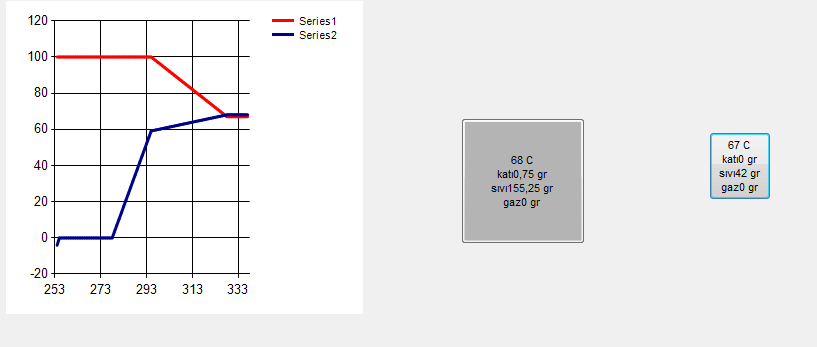 120
100
80
60
40
20
0
-20
253 273 293 313 333
Series1
Series2
68 C
katı0,75 gr
sıvı155,25 gr
gaz0 gr
67 C
katı0 gr
sıvı42 gr
gaz0 gr